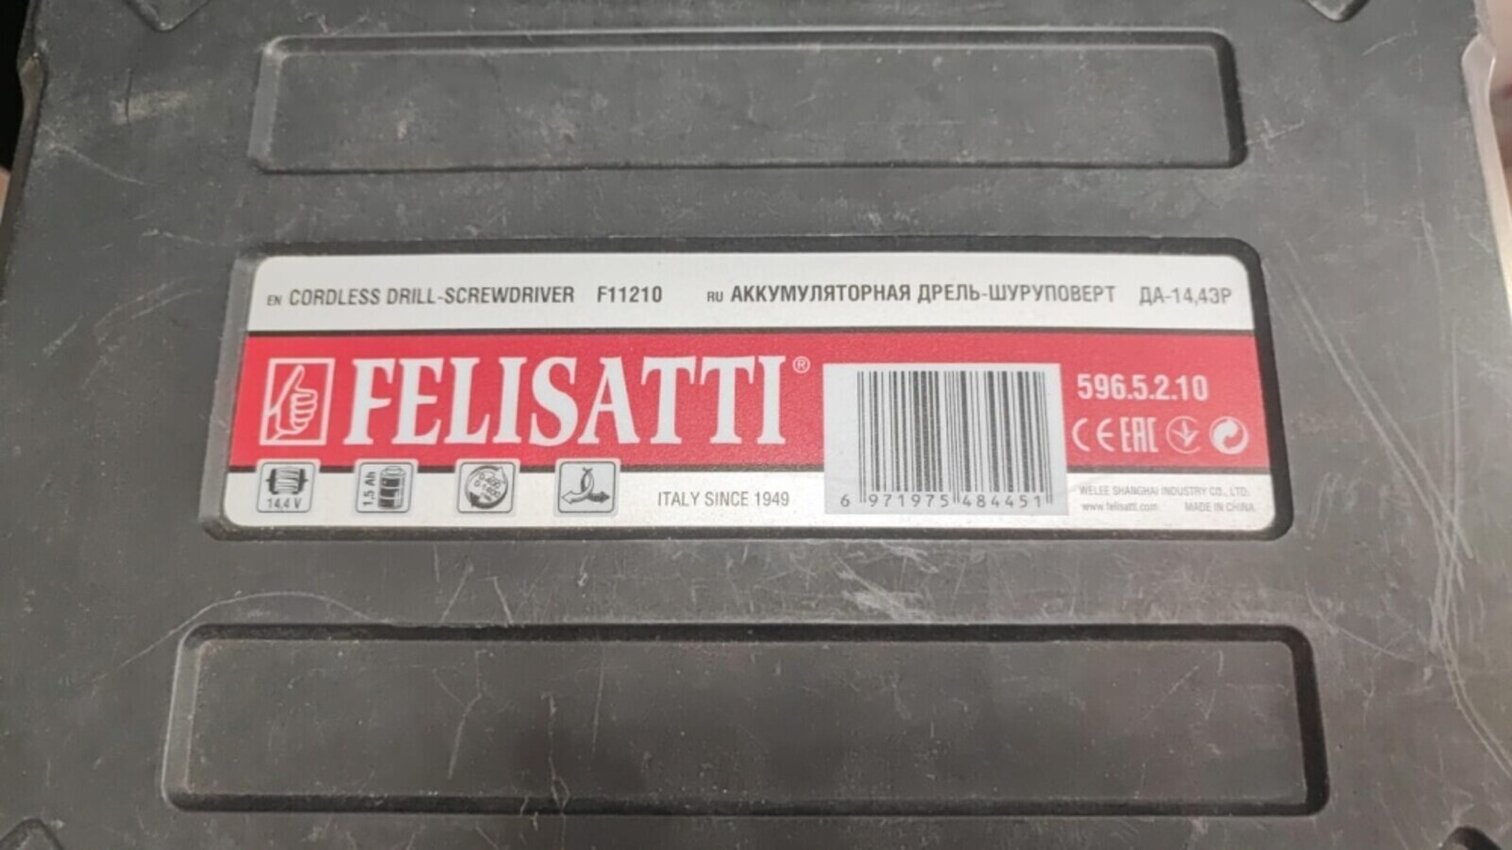 EN CORDLESS DRILL-SCREWDRIVER F11210 RU АККУМУЛЯТОРНАЯ ДРЕЛЬ-ШУРУПОВЕРТ ДА-14,4ЭР
FELISATTI®
596.5.2.10
CE EAC
14,4 V
1,5 Ah
ITALY SINCE 1949
6 971975 484451
WELEE SHANGHAI INDUSTRY CO., LTD.
www.felisatti.com MADE IN CHINA